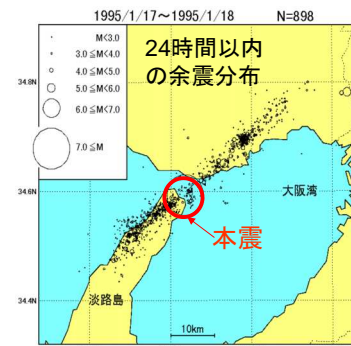 1995/1/17～1995/1/18 N=898
M<3.0
3.0≦M<4.0
4.0≦M<5.0
5.0≦M<6.0
6.0≦M<7.0
7.0≦M
24時間以内
の余震分布
34.8N
34.6N
大阪湾
本震
34.4N
淡路島
10km